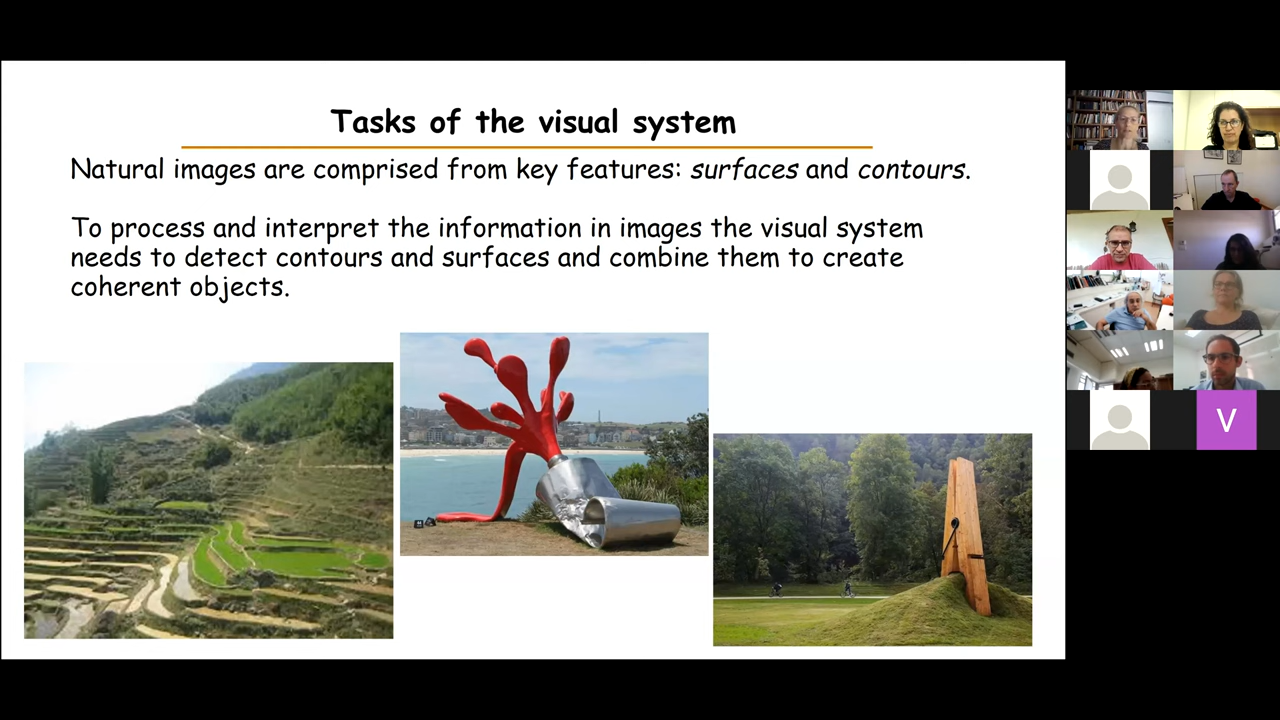 Tasks of the visual system
Natural images are comprised from key features: surfaces and contours.
To process and interpret the information in images the visual system
needs to detect contours and surfaces and combine them to create
coherent objects.
V